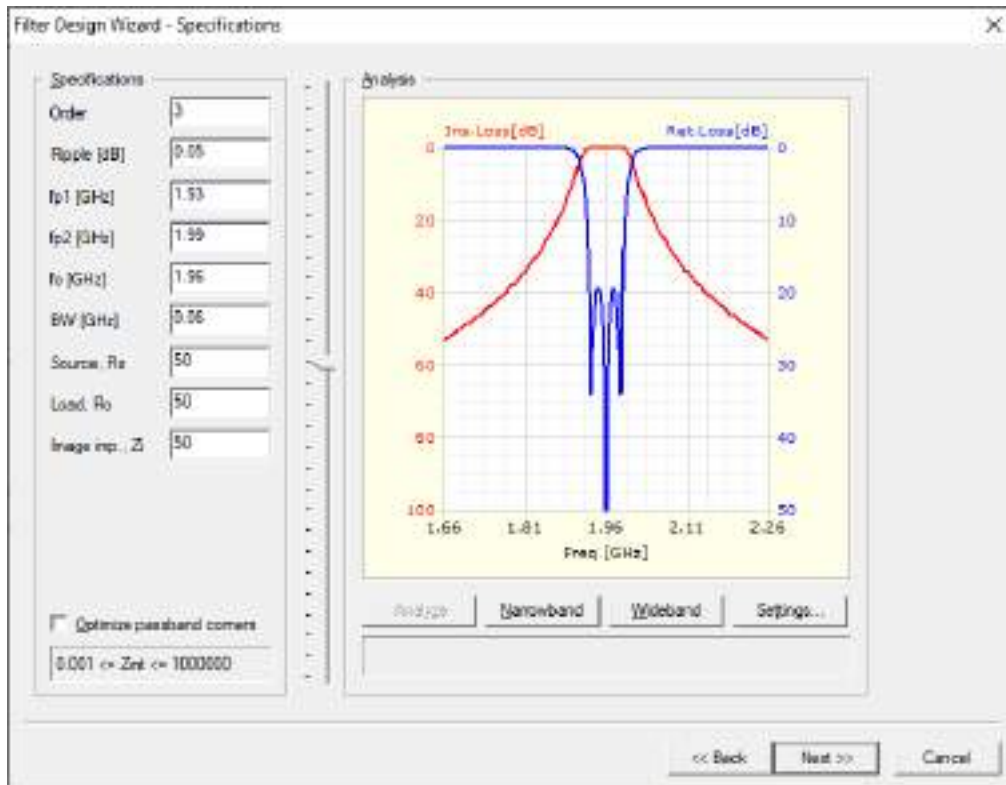 Filter Design Wizard - Specifications
Specifications
Order 3
Ripple [dB] 0.05
fp1 [GHz] 1.93
fp2 [GHz] 1.99
fo [GHz] 1.96
BW [GHz] 0.06
Source, Rs 50
Load, Ro 50
Image imp., Zi 50
Optimize passband corners
0.001 <= Zint <= 1000000
Analysis
Ins.Loss[dB] Ret.Loss[dB]
0 0
20 10
40 20
60 30
80 40
100 50
1.66 1.81 1.96 2.11 2.26
Freq.[GHz]
Analyze Narrowband Wideband Settings...
<< Back Next >> Cancel